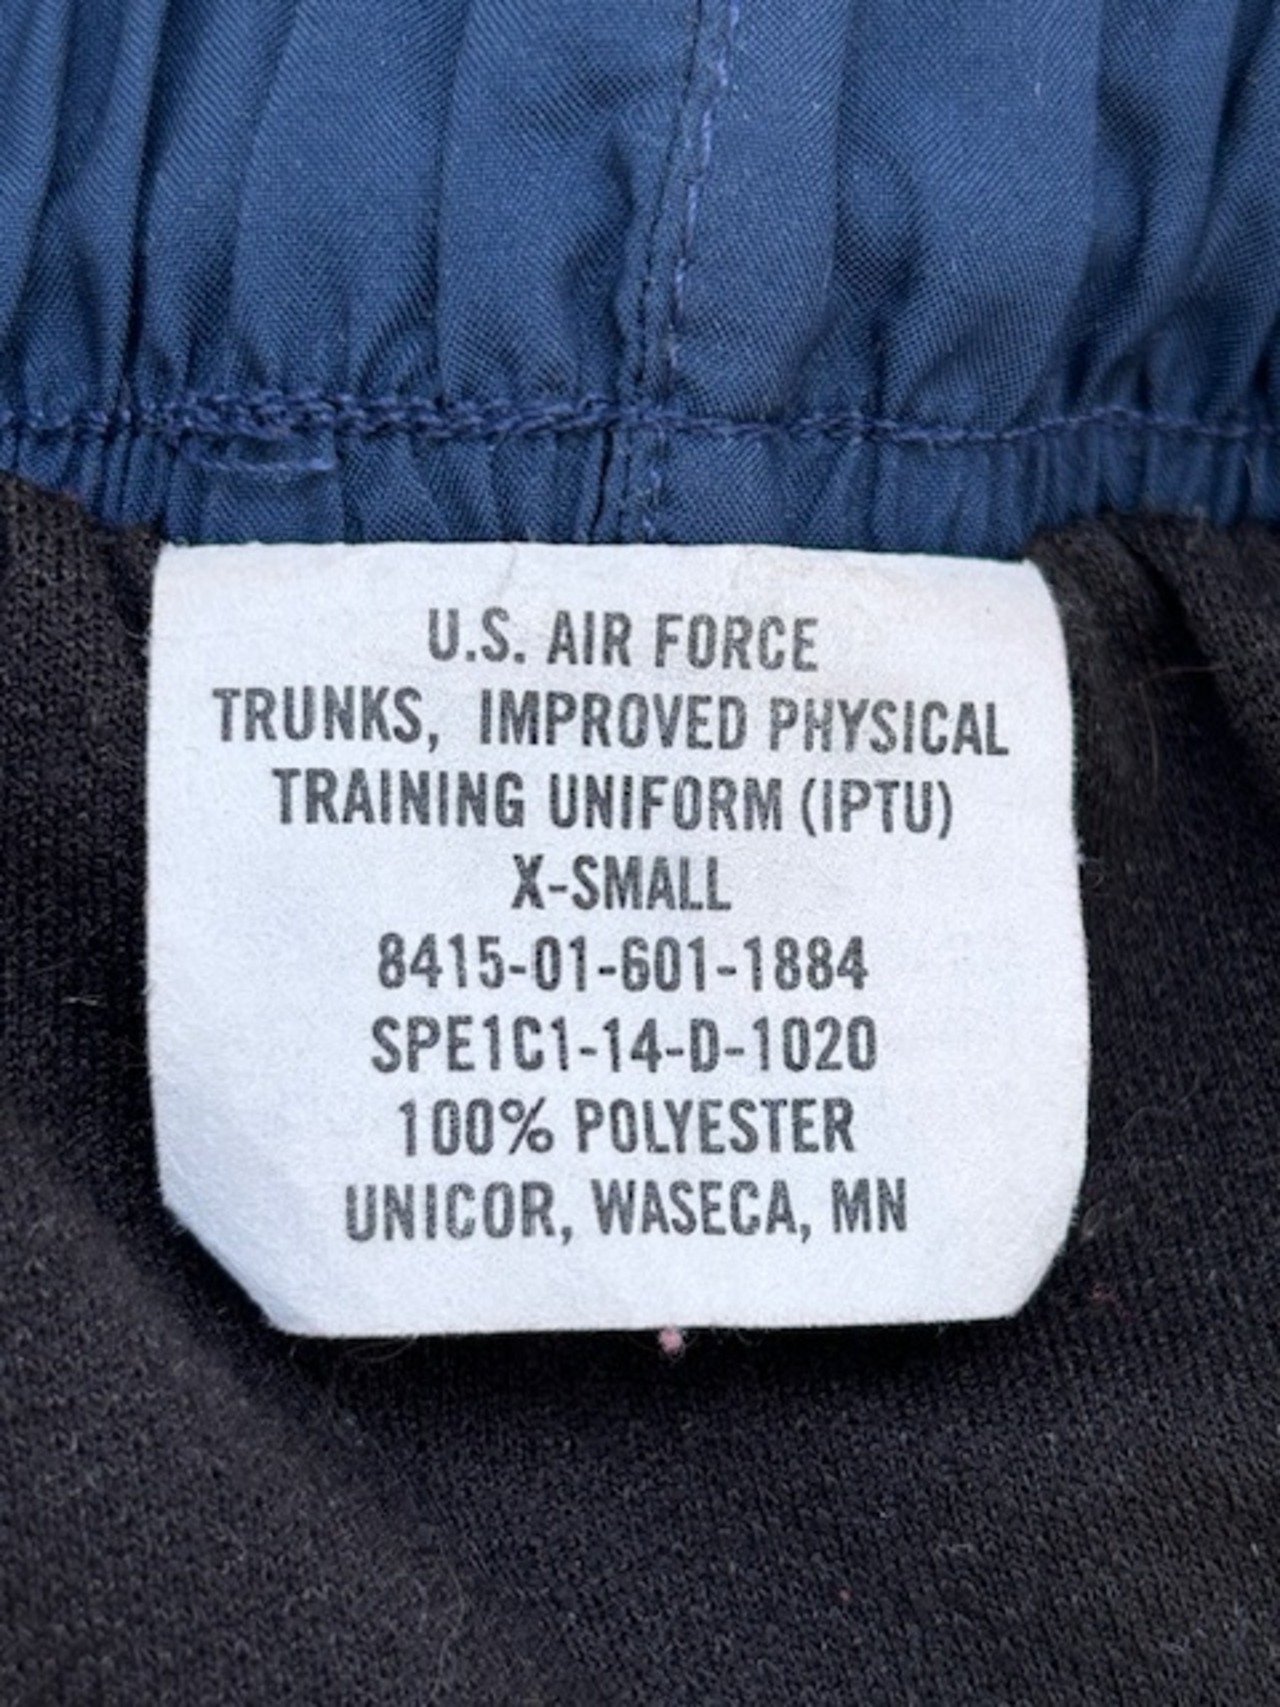 U.S. AIR FORCE
TRUNKS, IMPROVED PHYSICAL
TRAINING UNIFORM (IPTU)
X-SMALL
8415-01-601-1884
SPE1C1-14-D-1020
100% POLYESTER
UNICOR, WASECA, MN